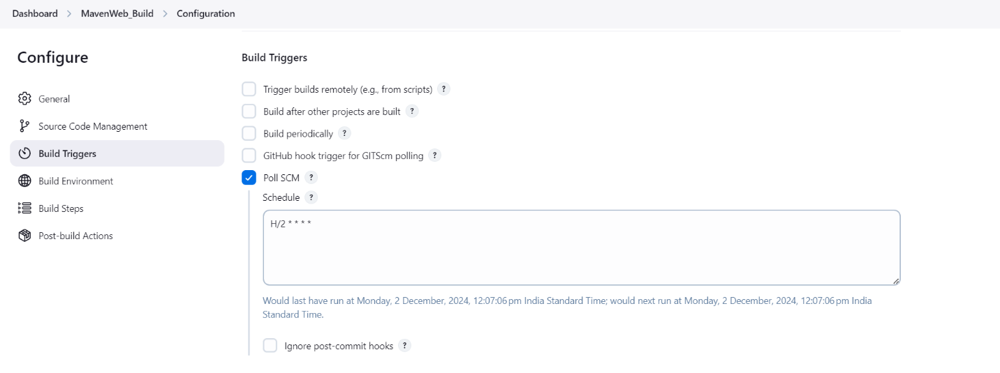 Dashboard > MavenWeb_Build > Configuration
Configure
General
Source Code Management
Build Triggers
Build Environment
Build Steps
Post-build Actions
Build Triggers
Trigger builds remotely (e.g., from scripts) ?
Build after other projects are built ?
Build periodically ?
GitHub hook trigger for GITScm polling ?
Poll SCM ?
Schedule ?
H/2 * * * *
Would last have run at Monday, 2 December, 2024, 12:07:06 pm India Standard Time; would next run at Monday, 2 December, 2024, 12:07:06 pm India
Standard Time.
Ignore post-commit hooks ?